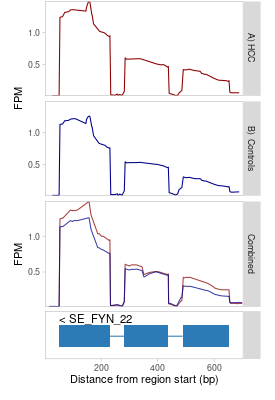 1.0
0.5
A) HCC
FPM
1.0
0.5
B) Controls
1.0
0.5
FPM
Combined
< SE_FYN_22
200
400
600
Distance from region start (bp)